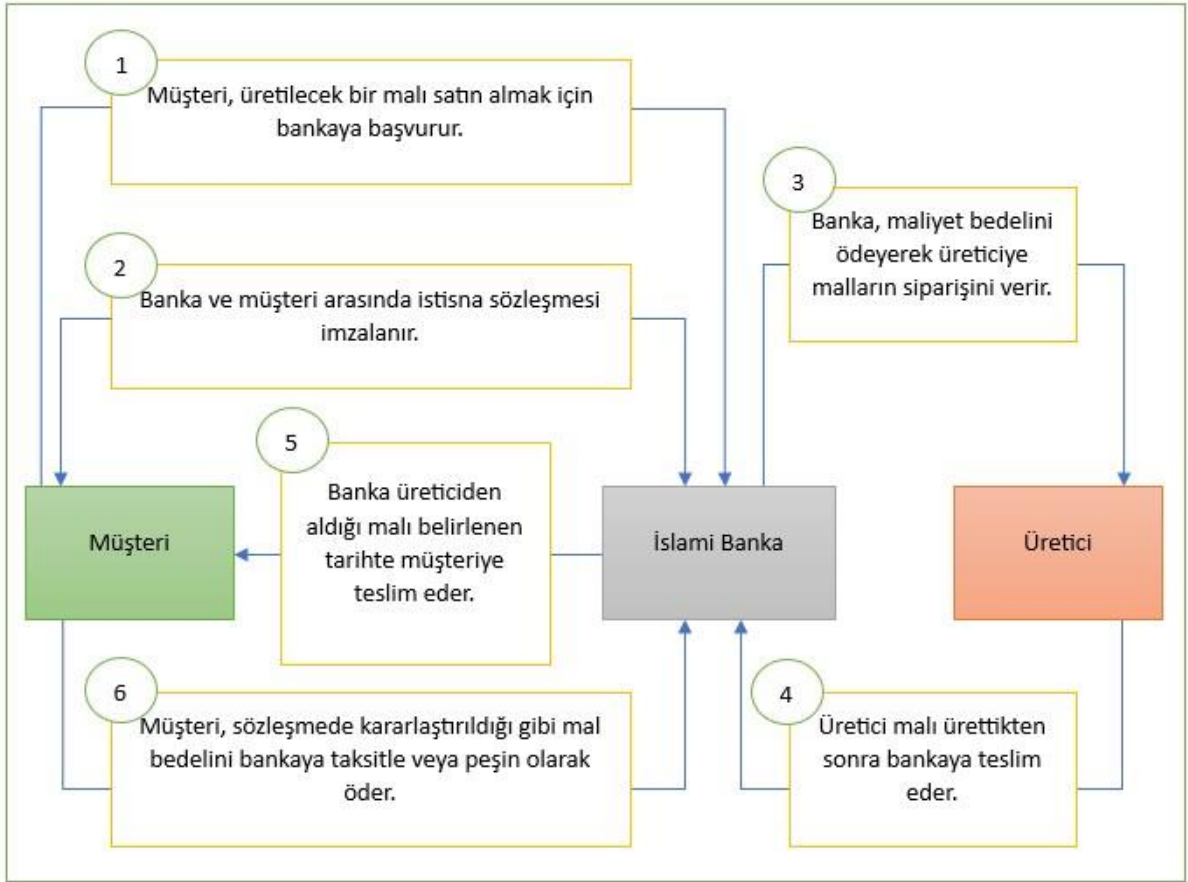 1
Müşteri, üretilecek bir malı satın almak için
bankaya başvurur.
2
Banka ve müşteri arasında istisna sözleşmesi
imzalanır.
3
Banka, maliyet bedelini
ödeyerek üreticiye
malların siparişini verir.
5
Banka üreticiden
aldığı malı belirlenen
tarihte müşteriye
teslim eder.
Müşteri
İslami Banka
Üretici
6
Müşteri, sözleşmede kararlaştırıldığı gibi mal
bedelini bankaya taksitle veya peşin olarak
öder.
4
Üretici malı ürettikten
sonra bankaya teslim
eder.